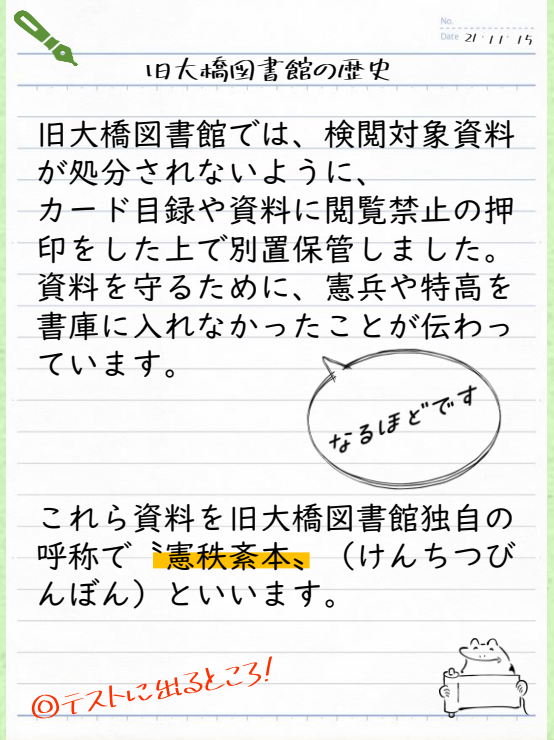 No.
Date 21・11・15
旧大橋図書館の歴史
旧大橋図書館では、検閲対象資料
が処分されないように、
カード目録や資料に閲覧禁止の押
印をした上で別置保管しました。
資料を守るために、憲兵や特高を
書庫に入れなかったことが伝わっ
ています。
なるほどです
これら資料を旧大橋図書館独自の
呼称で〝憲秩紊本〟（けんちつび
んぼん）といいます。
◎テストに出るところ!